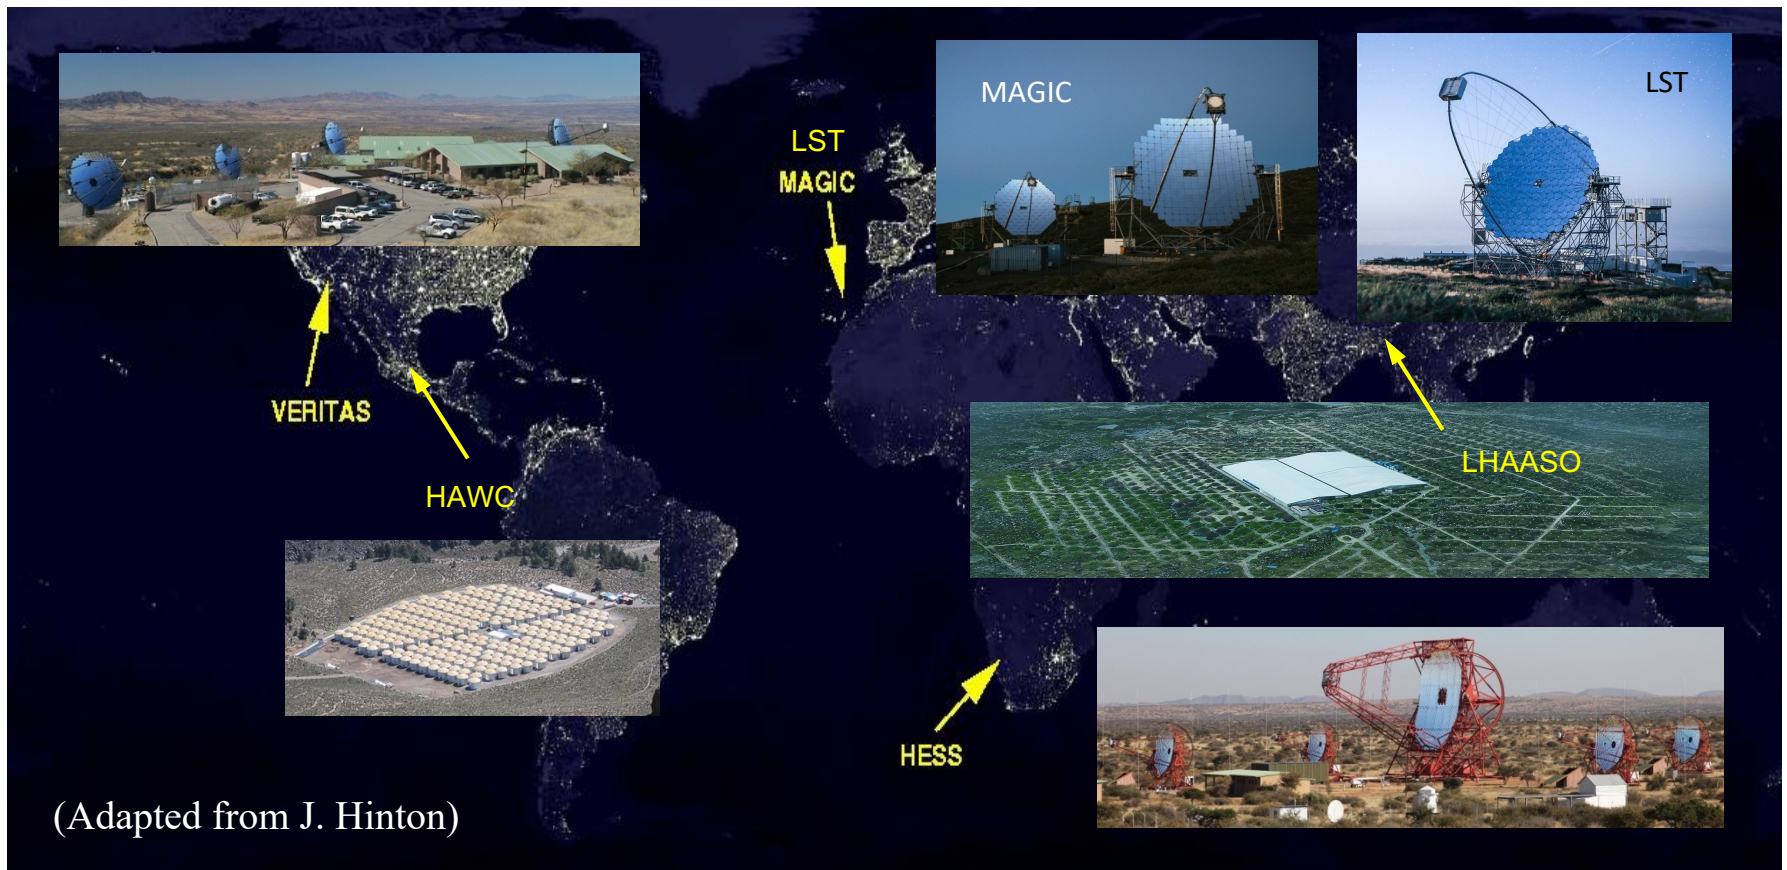 MAGIC
LST
LST
MAGIC
VERITAS
HAWC
LHAASO
HESS
(Adapted from J. Hinton)